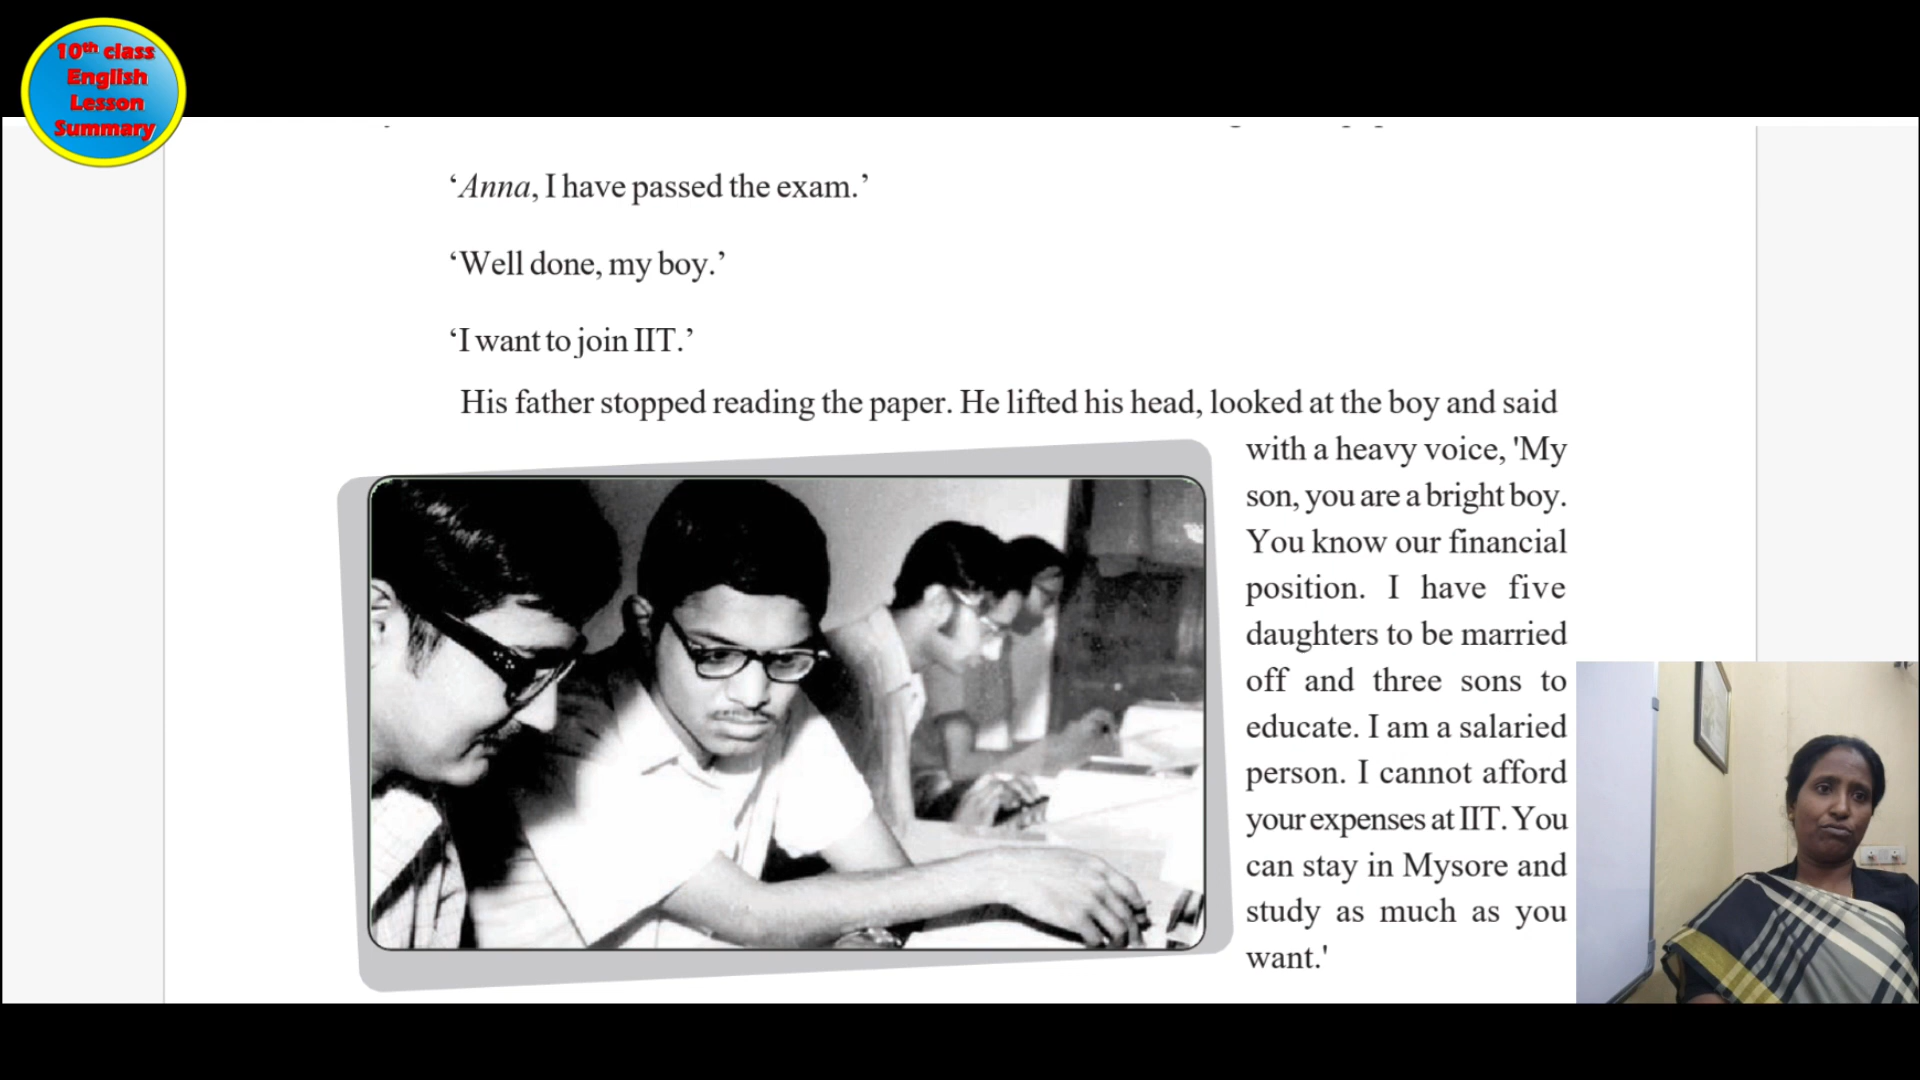 10th class
English
Lesson
Summary
‘Anna, I have passed the exam.’
‘Well done, my boy.’
‘I want to join IIT.’
His father stopped reading the paper. He lifted his head, looked at the boy and said
with a heavy voice, 'My
son, you are a bright boy.
You know our financial
position. I have five
daughters to be married
off and three sons to
educate. I am a salaried
person. I cannot afford
your expenses at IIT. You
can stay in Mysore and
study as much as you
want.'